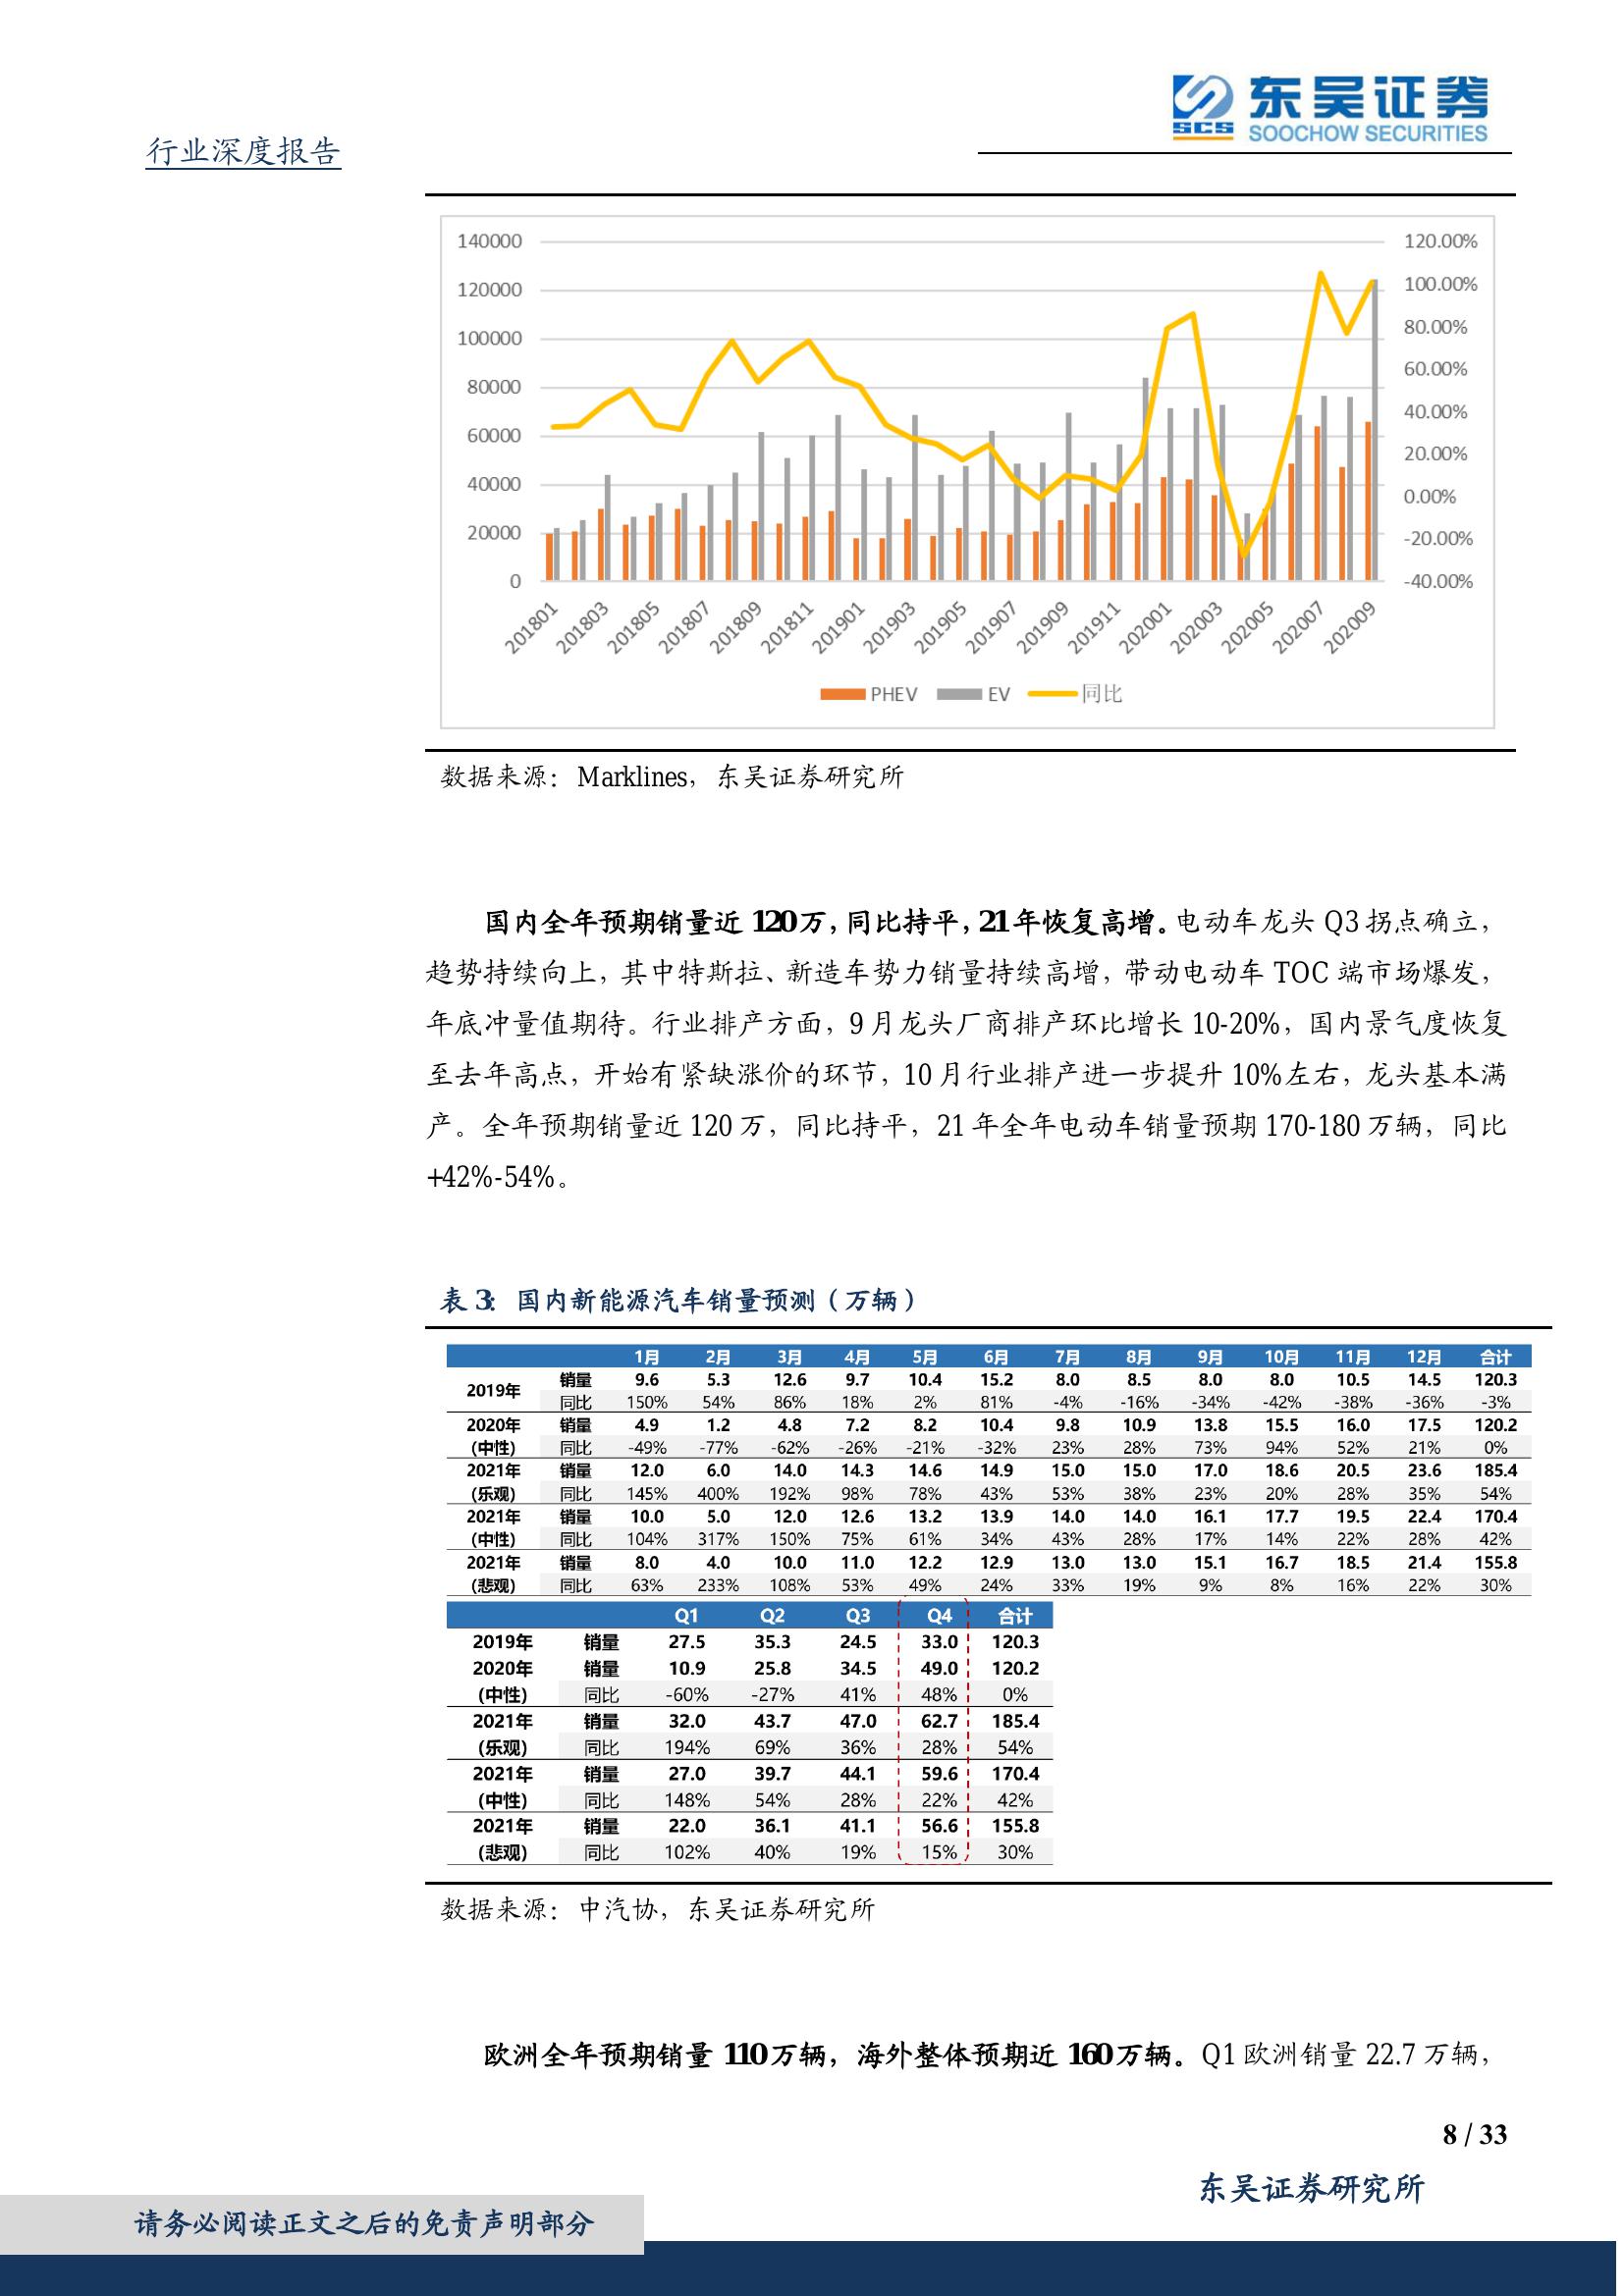 东吴证券
SCS
SOOCHOW SECURITIES
行业深度报告
140000 120.00%
120000 100.00%
100000 80.00%
80000 60.00%
60000 40.00%
40000 20.00%
20000 0.00%
0 -20.00%
-40.00%
201801 201803 201805 201807 201809 201811 201901 201903 201905 201907 201909 201911 202001 202003 202005 202007 202009
PHEV EV 同比
数据来源：Marklines，东吴证券研究所
国内全年预期销量近 120 万，同比持平，21 年恢复高增。电动车龙头 Q3 拐点确立，
趋势持续向上，其中特斯拉、新造车势力销量持续高增，带动电动车 TOC 端市场爆发，
年底冲量值期待。行业排产方面，9 月龙头厂商排产环比增长 10-20%，国内景气度恢复
至去年高点，开始有紧缺涨价的环节，10 月行业排产进一步提升 10%左右，龙头基本满
产。全年预期销量近 120 万，同比持平，21 年全年电动车销量预期 170-180 万辆，同比
+42%-54%。
表 3：国内新能源汽车销量预测（万辆）
1月 2月 3月 4月 5月 6月 7月 8月 9月 10月 11月 12月 合计
2019年 销量 9.6 5.3 12.6 9.7 10.4 15.2 8.0 8.5 8.0 8.0 10.5 14.5 120.3
同比 150% 54% 86% 18% 2% 81% -4% -16% -34% -42% -38% -36% -3%
2020年 销量 4.9 1.2 4.8 7.2 8.2 10.4 9.8 10.9 13.8 15.5 16.0 17.5 120.2
(中性) 同比 -49% -77% -62% -26% -21% -32% 23% 28% 73% 94% 52% 21% 0%
2021年 销量 12.0 6.0 14.0 14.3 14.6 14.9 15.0 15.0 17.0 18.6 20.5 23.6 185.4
(乐观) 同比 145% 400% 192% 98% 78% 43% 53% 38% 23% 20% 28% 35% 54%
2021年 销量 10.0 5.0 12.0 12.6 13.2 13.9 14.0 14.0 16.1 17.7 19.5 22.4 170.4
(中性) 同比 104% 317% 150% 75% 61% 34% 43% 28% 17% 14% 22% 28% 42%
2021年 销量 8.0 4.0 10.0 11.0 12.2 12.9 13.0 13.0 15.1 16.7 18.5 21.4 155.8
(悲观) 同比 63% 233% 108% 53% 49% 24% 33% 19% 9% 8% 16% 22% 30%
Q1 Q2 Q3 Q4 合计
2019年 销量 27.5 35.3 24.5 33.0 120.3
2020年 销量 10.9 25.8 34.5 49.0 120.2
(中性) 同比 -60% -27% 41% 48% 0%
2021年 销量 32.0 43.7 47.0 62.7 185.4
(乐观) 同比 194% 69% 36% 28% 54%
2021年 销量 27.0 39.7 44.1 59.6 170.4
(中性) 同比 148% 54% 28% 22% 42%
2021年 销量 22.0 36.1 41.1 56.6 155.8
(悲观) 同比 102% 40% 19% 15% 30%
数据来源：中汽协，东吴证券研究所
欧洲全年预期销量 110 万辆，海外整体预期近 160 万辆。Q1 欧洲销量 22.7 万辆，
8 / 33
东吴证券研究所
请务必阅读正文之后的免责声明部分